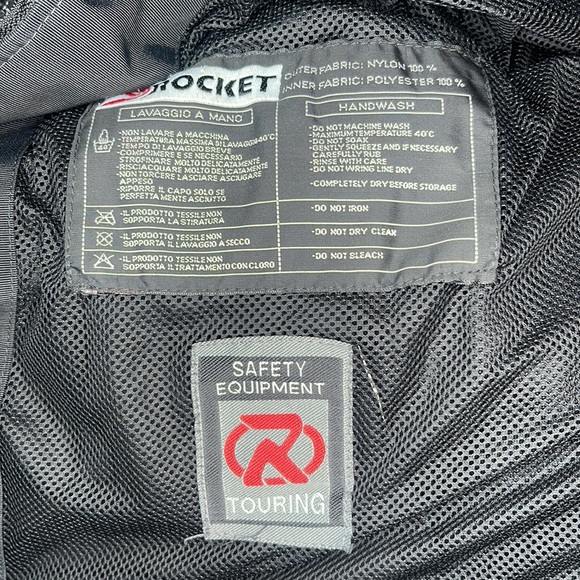 ROCKET
OUTER FABRIC: NYLON 100 %
INNER FABRIC: POLYESTER 100 %
LAVAGGIO A MANO
40°
-NON LAVARE A MACCHINA
-TEMPERATURA MASSIMA DI LAVAGGIO 40°C
-TEMPO DI LAVAGGIO BREVE
-COMPRIMERE E SE NECESSARIO
STROFINARE MOLTO DELICATAMENTE
-RISCIACQUARE MOLTO DELICATAMENTE
-NON TORCERE LASCIARE ASCIUGARE
APPESO
-RIPORRE IL CAPO SOLO SE
PERFETTAMENTE ASCIUTTO
-IL PRODOTTO TESSILE NON
SOPPORTA LA STIRATURA
-IL PRODOTTO TESSILE NON
SOPPORTA IL LAVAGGIO A SECCO
-IL PRODOTTO TESSILE NON
SOPPORTA IL TRATTAMENTO CON CLORO
HANDWASH
-DO NOT MACHINE WASH
-MAXIMUM TEMPERATURE 40°C
-DO NOT SOAK
-GENTLY SQUEEZE AND IF NECESSARY
CAREFULLY RUB
-RINSE WITH CARE
-DO NOT WRING LINE DRY
-COMPLETELY DRY BEFORE STORAGE
-DO NOT IRON
-DO NOT DRY CLEAN
-DO NOT BLEACH
SAFETY
EQUIPMENT
R
TOURING